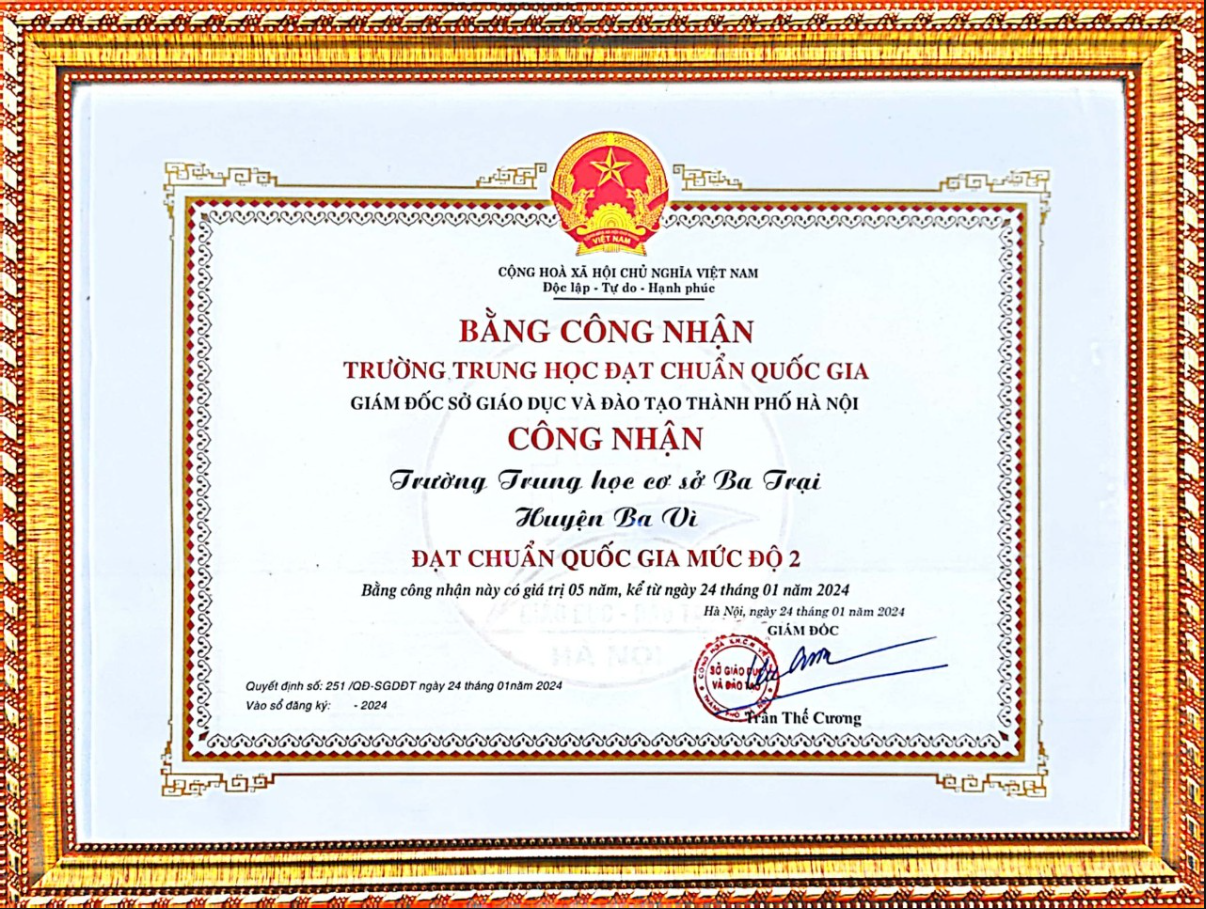 VIỆT NAM
CỘNG HOÀ XÃ HỘI CHỦ NGHĨA VIỆT NAM
Độc lập - Tự do - Hạnh phúc
BẰNG CÔNG NHẬN
TRƯỜNG TRUNG HỌC ĐẠT CHUẨN QUỐC GIA
GIÁM ĐỐC SỞ GIÁO DỤC VÀ ĐÀO TẠO THÀNH PHỐ HÀ NỘI
CÔNG NHẬN
Trường Trung học cơ sở Ba Trại
Huyện Ba Vì
ĐẠT CHUẨN QUỐC GIA MỨC ĐỘ 2
Bằng công nhận này có giá trị 05 năm, kể từ ngày 24 tháng 01 năm 2024
Hà Nội, ngày 24 tháng 01 năm 2024
GIÁM ĐỐC
SỞ GIÁO DỤC
VÀ ĐÀO TẠO
Trần Thế Cương
Quyết định số: 251 /QĐ-SGDĐT ngày 24 tháng 01năm 2024
Vào sổ đăng ký: - 2024
HÀ NỘI